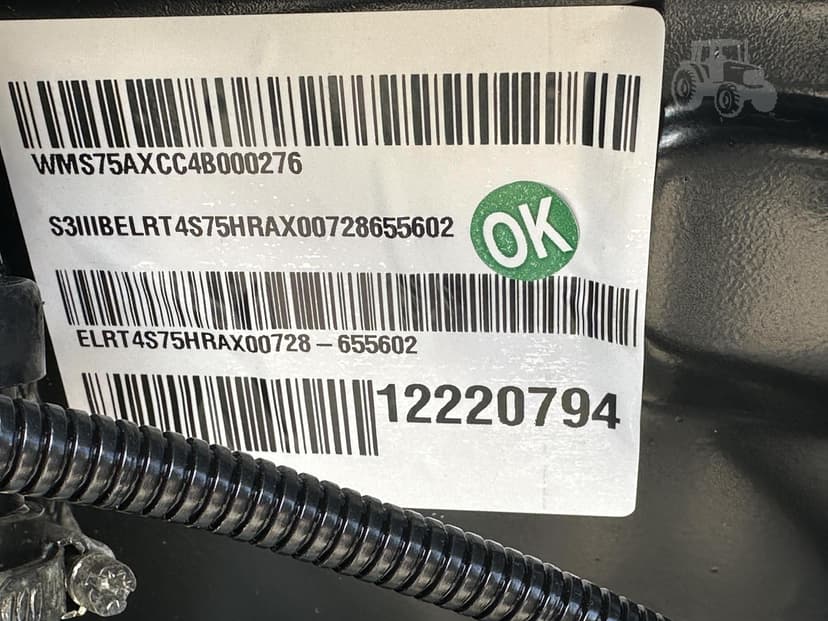 WMS75AXCC4B000276
S3IIIBELRT4S75HRAX00728655602
OK
ELRT4S75HRAX00728 – 655602
12220794